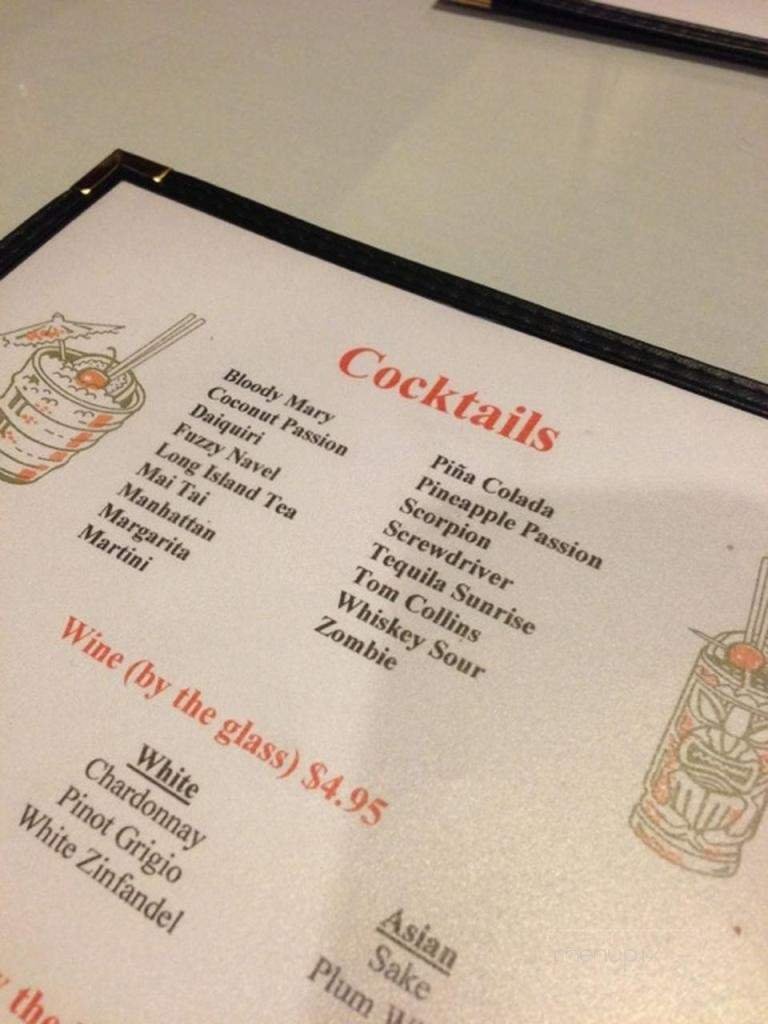 Cocktails
Bloody Mary
Coconut Passion
Daiquiri
Fuzzy Navel
Long Island Tea
Mai Tai
Manhattan
Margarita
Martini
Piña Colada
Pineapple Passion
Scorpion
Screwdriver
Tequila Sunrise
Tom Collins
Whiskey Sour
Zombie
Wine (by the glass) $4.95
White
Chardonnay
Pinot Grigio
White Zinfandel
Asian
Sake
Plum
the